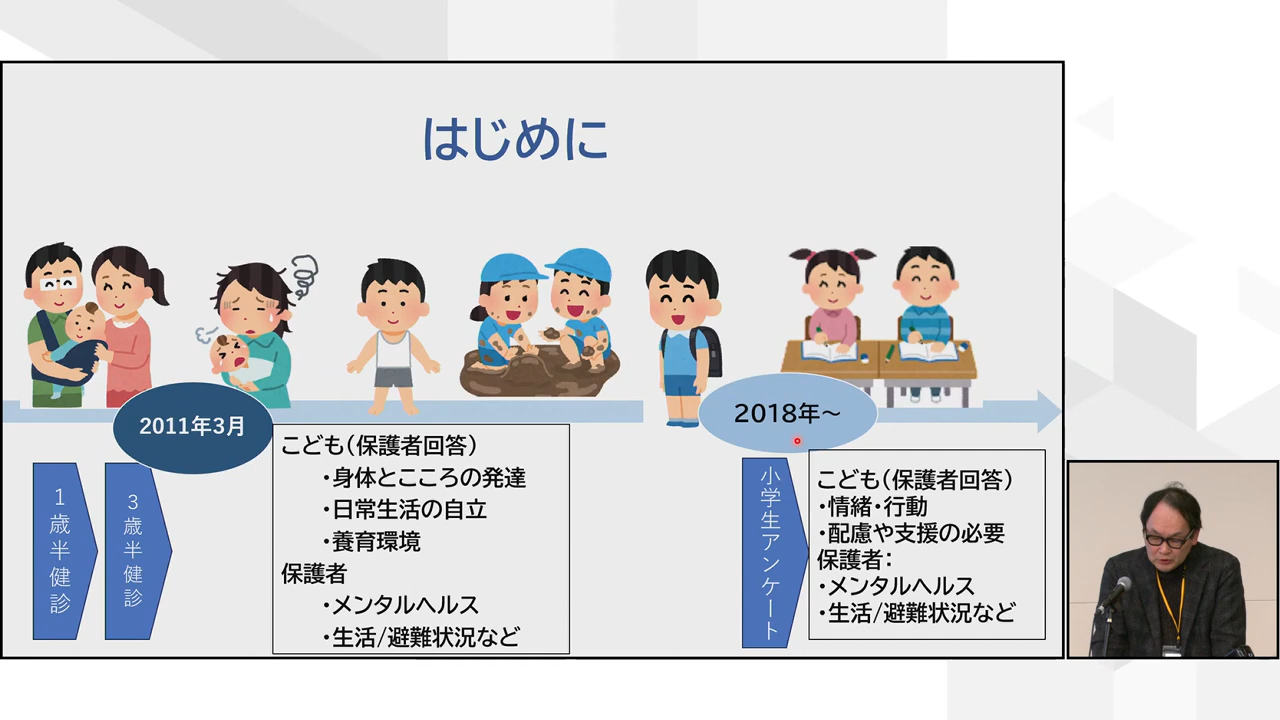 はじめに
2011年3月
2018年～
1歳半健診
3歳半健診
こども（保護者回答）
・身体とこころの発達
・日常生活の自立
・養育環境
保護者
・メンタルヘルス
・生活/避難状況など
小学生アンケート
こども（保護者回答）
・情緒・行動
・配慮や支援の必要
保護者：
・メンタルヘルス
・生活/避難状況など